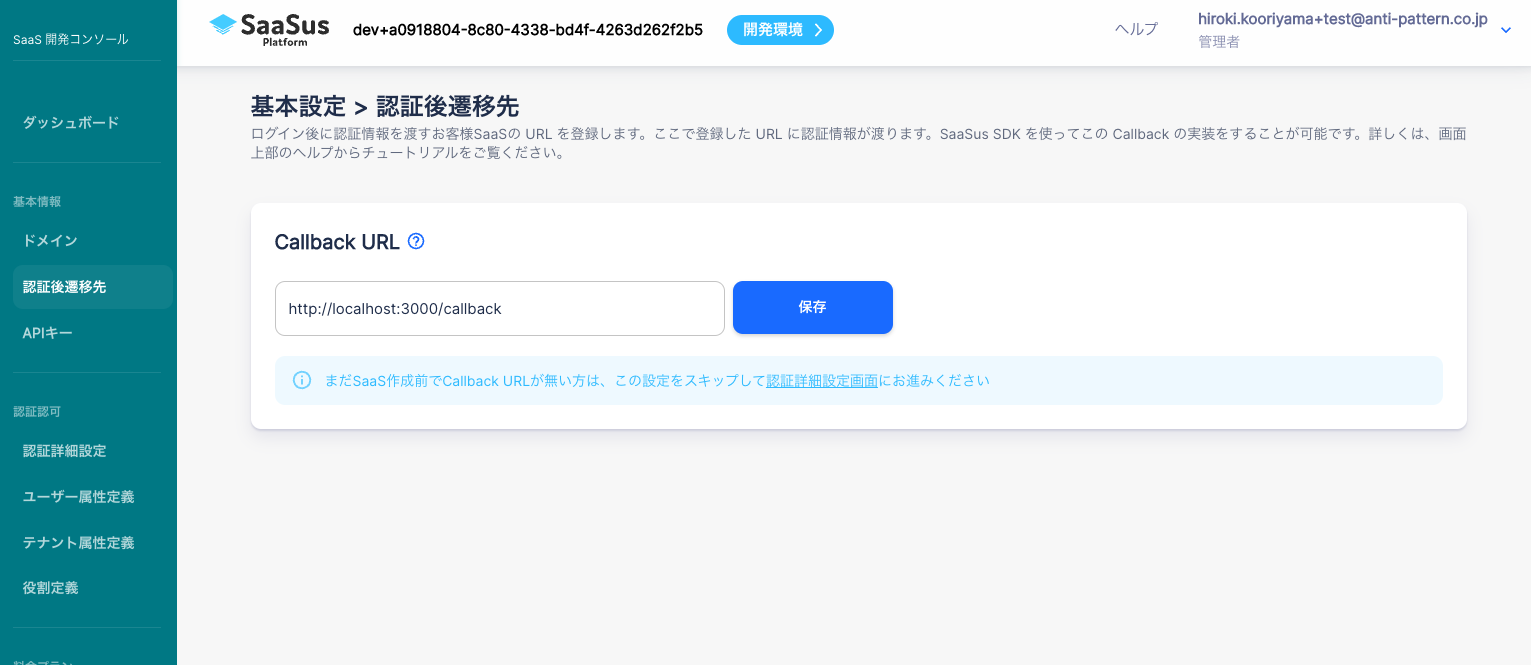 SaaS 開発コンソール
ダッシュボード
基本情報
ドメイン
認証後遷移先
APIキー
認証認可
認証詳細設定
ユーザー属性定義
テナント属性定義
役割定義
料金プラン
SaaSus
Platform
dev+a0918804-8c80-4338-bd4f-4263d262f2b5
開発環境
ヘルプ
hiroki.kooriyama+test@anti-pattern.co.jp
管理者
基本設定 > 認証後遷移先
ログイン後に認証情報を渡すお客様SaaSの URL を登録します。ここで登録した URL に認証情報が渡ります。SaaSus SDK を使ってこの Callback の実装をすることが可能です。詳しくは、画面
上部のヘルプからチュートリアルをご覧ください。
Callback URL
http://localhost:3000/callback
保存
まだSaaS作成前でCallback URLが無い方は、この設定をスキップして認証詳細設定画面にお進みください